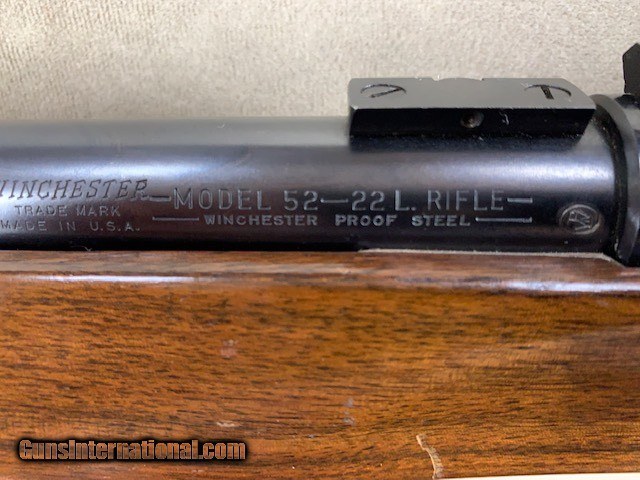 WINCHESTER
TRADE MARK
MADE IN U.S.A.
—MODEL 52—22 L. RIFLE—
— WINCHESTER PROOF STEEL —
GunsInternational.com